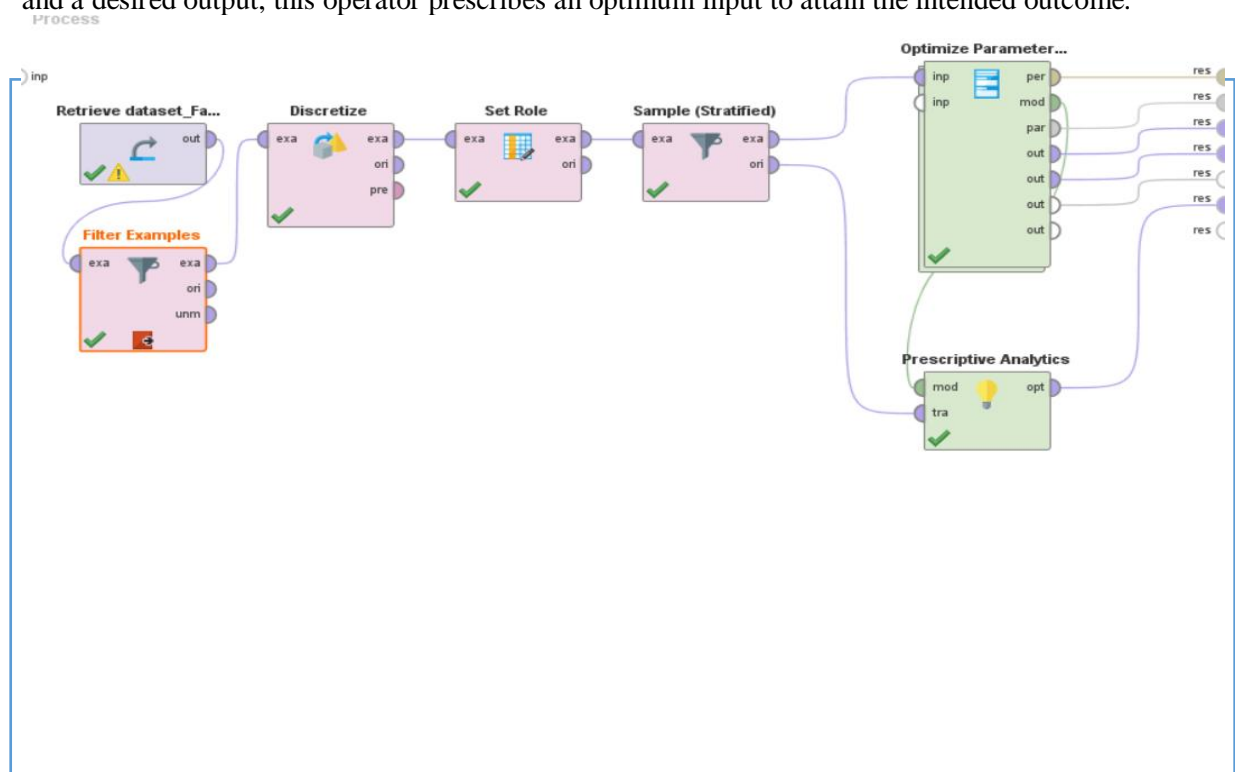 and a desired output, this operator prescribes an optimum input to attain the intended outcome.
Process
inp
Retrieve dataset_Fa...
out
Filter Examples
exa
exa
ori
unm
Discretize
exa
exa
ori
pre
Set Role
exa
exa
ori
Sample (Stratified)
exa
exa
ori
Optimize Parameter...
inp
per
inp
mod
par
out
out
out
out
Prescriptive Analytics
mod
opt
tra
res
res
res
res
res
res
res